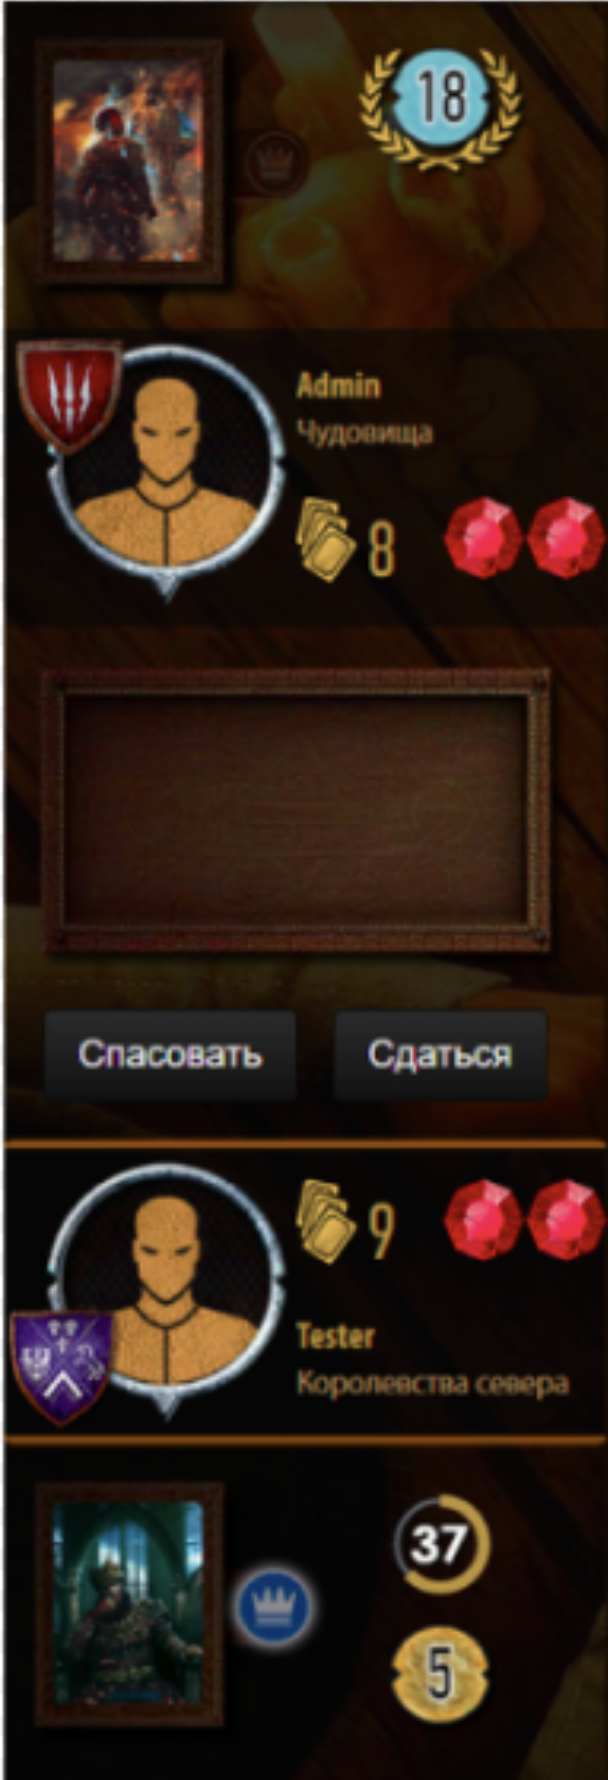 18
Admin
Чудовища
8
Спасовать
Сдаться
9
Tester
Королевства севера
37
5